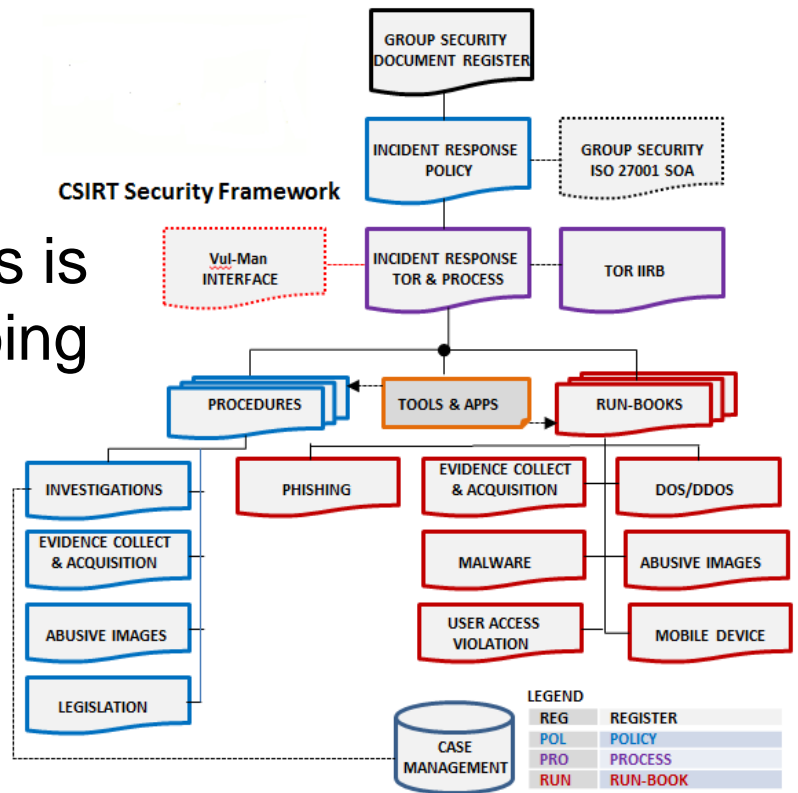 GROUP SECURITY
DOCUMENT REGISTER
INCIDENT RESPONSE
POLICY
GROUP SECURITY
ISO 27001 SOA
CSIRT Security Framework
s is
Vul-Man
INTERFACE
INCIDENT RESPONSE
TOR & PROCESS
TOR IIRB
ping
PROCEDURES
TOOLS & APPS
RUN-BOOKS
INVESTIGATIONS
PHISHING
EVIDENCE COLLECT
& ACQUISITION
DOS/DDOS
EVIDENCE COLLECT
& ACQUISITION
MALWARE
ABUSIVE IMAGES
ABUSIVE IMAGES
USER ACCESS
VIOLATION
MOBILE DEVICE
LEGISLATION
CASE
MANAGEMENT
LEGEND
REG REGISTER
POL POLICY
PRO PROCESS
RUN RUN-BOOK